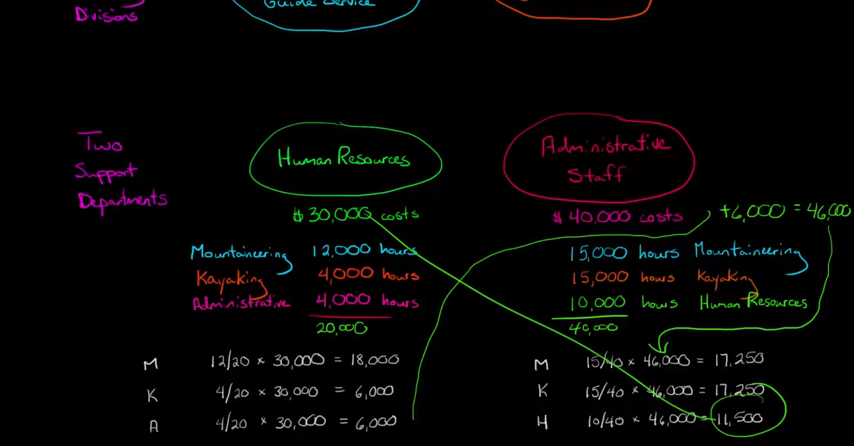 Divisions
Guide Service
Two
Support
Departments
Human Resources
$30,000 costs
Mountaineering 12,000 hours
Kayaking 4,000 hours
Administrative 4,000 hours
20,000
M 12/20 × 30,000 = 18,000
K 4/20 × 30,000 = 6,000
A 4/20 × 30,000 = 6,000
Administrative
Staff
$40,000 costs
+6,000 = 46,000
15,000 hours Mountaineering
15,000 hours Kayaking
10,000 hours Human Resources
40,000
M 15/40 × 46,000 = 17,250
K 15/40 × 46,000 = 17,250
H 10/40 × 46,000 = 11,500